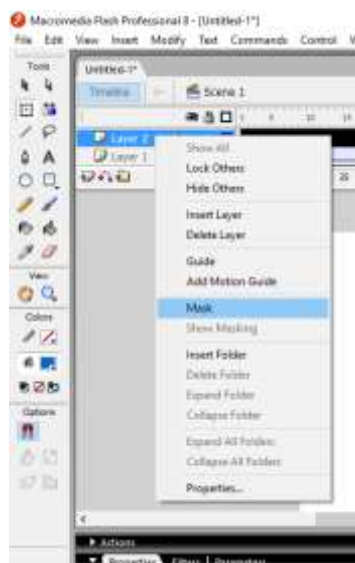 Macromedia Flash Professional 8 - [Untitled-1*]
File Edit View Insert Modify Text Commands Control
Tools
Untitled-1*
Timeline
Scene 1
Layer 2
Layer 1
Show All
Lock Others
Hide Others
Insert Layer
Delete Layer
Guide
Add Motion Guide
Mask
Show Masking
Insert Folder
Delete Folder
Expand Folder
Collapse Folder
Expand All Folders
Collapse All Folders
Properties...
View
Colors
Options
Actions
Properties Filters Parameters